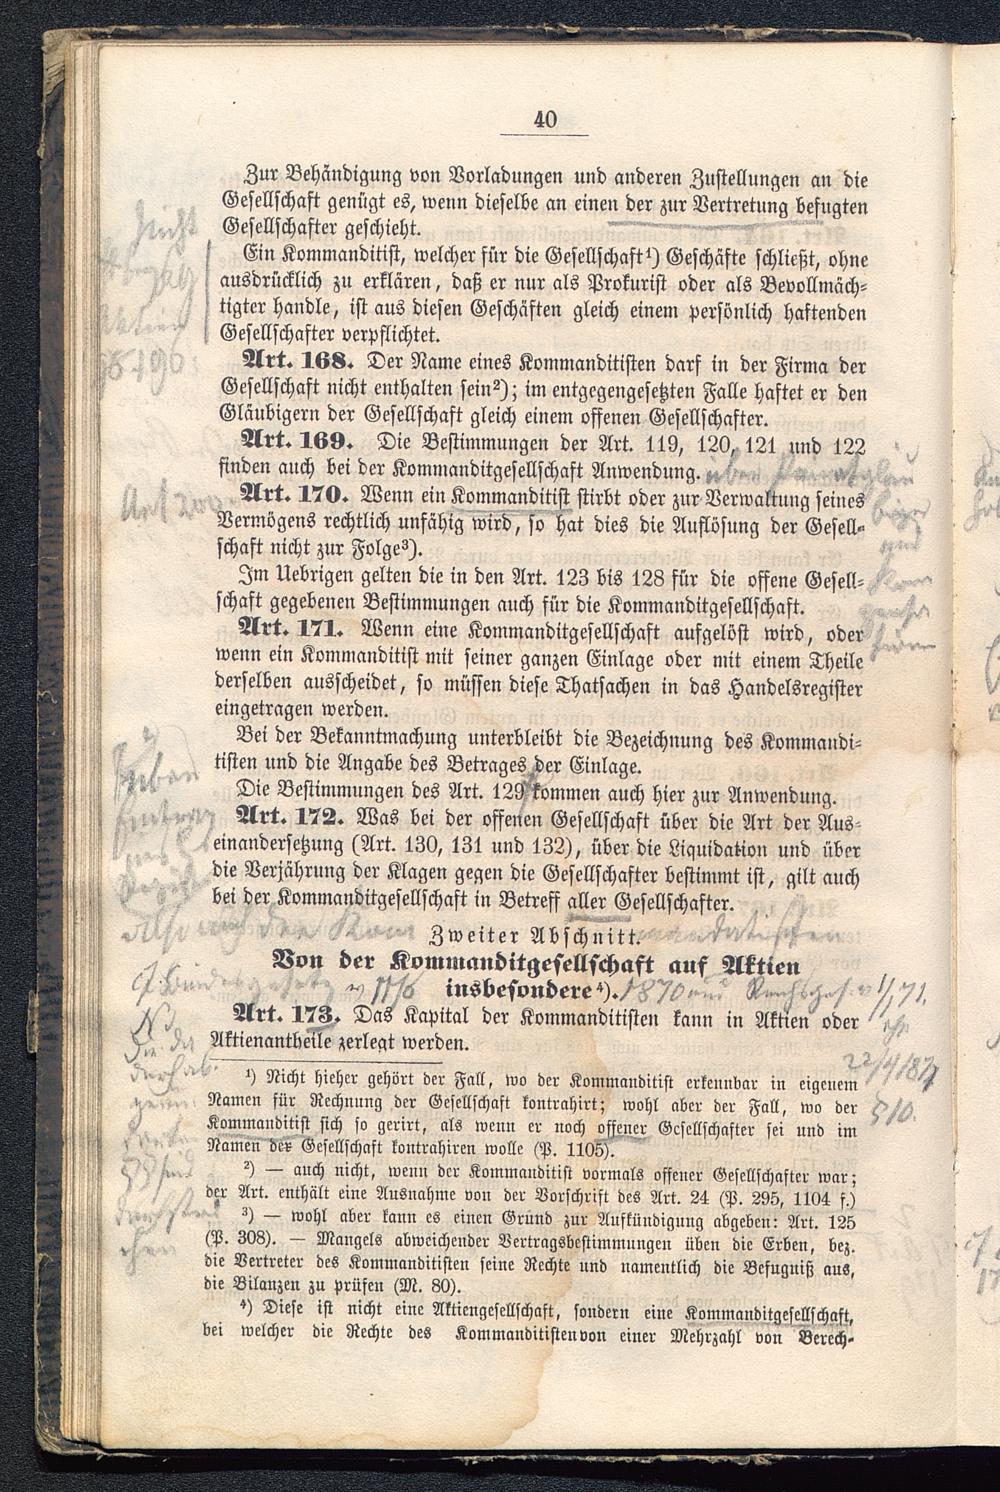 40
Zur Behändigung von Vorladungen und anderen Zustellungen an die
Gesellschaft genügt es, wenn dieselbe an einen der zur Vertretung befugten
Gesellschafter geschieht.
Ein Kommanditist, welcher für die Gesellschaft¹) Geschäfte schließt, ohne
ausdrücklich zu erklären, daß er nur als Prokurist oder als Bevollmäch-
tigter handle, ist aus diesen Geschäften gleich einem persönlich haftenden
Gesellschafter verpflichtet.
Art. 168. Der Name eines Kommanditisten darf in der Firma der
Gesellschaft nicht enthalten sein²); im entgegengesetzten Falle haftet er den
Gläubigern der Gesellschaft gleich einem offenen Gesellschafter.
Art. 169. Die Bestimmungen der Art. 119, 120, 121 und 122
finden auch bei der Kommanditgesellschaft Anwendung.
Art. 170. Wenn ein Kommanditist stirbt oder zur Verwaltung seines
Vermögens rechtlich unfähig wird, so hat dies die Auflösung der Gesell-
schaft nicht zur Folge³).
Im Uebrigen gelten die in den Art. 123 bis 128 für die offene Gesell-
schaft gegebenen Bestimmungen auch für die Kommanditgesellschaft.
Art. 171. Wenn eine Kommanditgesellschaft aufgelöst wird, oder
wenn ein Kommanditist mit seiner ganzen Einlage oder mit einem Theile
derselben ausscheidet, so müssen diese Thatsachen in das Handelsregister
eingetragen werden.
Bei der Bekanntmachung unterbleibt die Bezeichnung des Kommandi-
tisten und die Angabe des Betrages der Einlage.
Die Bestimmungen des Art. 129 kommen auch hier zur Anwendung.
Art. 172. Was bei der offenen Gesellschaft über die Art der Aus-
einandersetzung (Art. 130, 131 und 132), über die Liquidation und über
die Verjährung der Klagen gegen die Gesellschafter bestimmt ist, gilt auch
bei der Kommanditgesellschaft in Betreff aller Gesellschafter.
Zweiter Abschnitt.
Von der Kommanditgesellschaft auf Aktien
insbesondere⁴). 1870
Art. 173. Das Kapital der Kommanditisten kann in Aktien oder
Aktienantheile zerlegt werden.
¹) Nicht hieher gehört der Fall, wo der Kommanditist erkennbar in eigenem
Namen für Rechnung der Gesellschaft kontrahirt; wohl aber der Fall, wo der
Kommanditist sich so gerirt, als wenn er noch offener Gesellschafter sei und im
Namen der Gesellschaft kontrahiren wolle (P. 1105).
²) — auch nicht, wenn der Kommanditist vormals offener Gesellschafter war;
der Art. enthält eine Ausnahme von der Vorschrift des Art. 24 (P. 295, 1104 f.)
³) — wohl aber kann es einen Grund zur Aufkündigung abgeben: Art. 125
(P. 308). — Mangels abweichender Vertragsbestimmungen üben die Erben, bez.
die Vertreter des Kommanditisten seine Rechte und namentlich die Befugniß aus,
die Bilanzen zu prüfen (M. 80).
⁴) Diese ist nicht eine Aktiengesellschaft, sondern eine Kommanditgesellschaft,
bei welcher die Rechte des Kommanditisten von einer Mehrzahl von Berech-